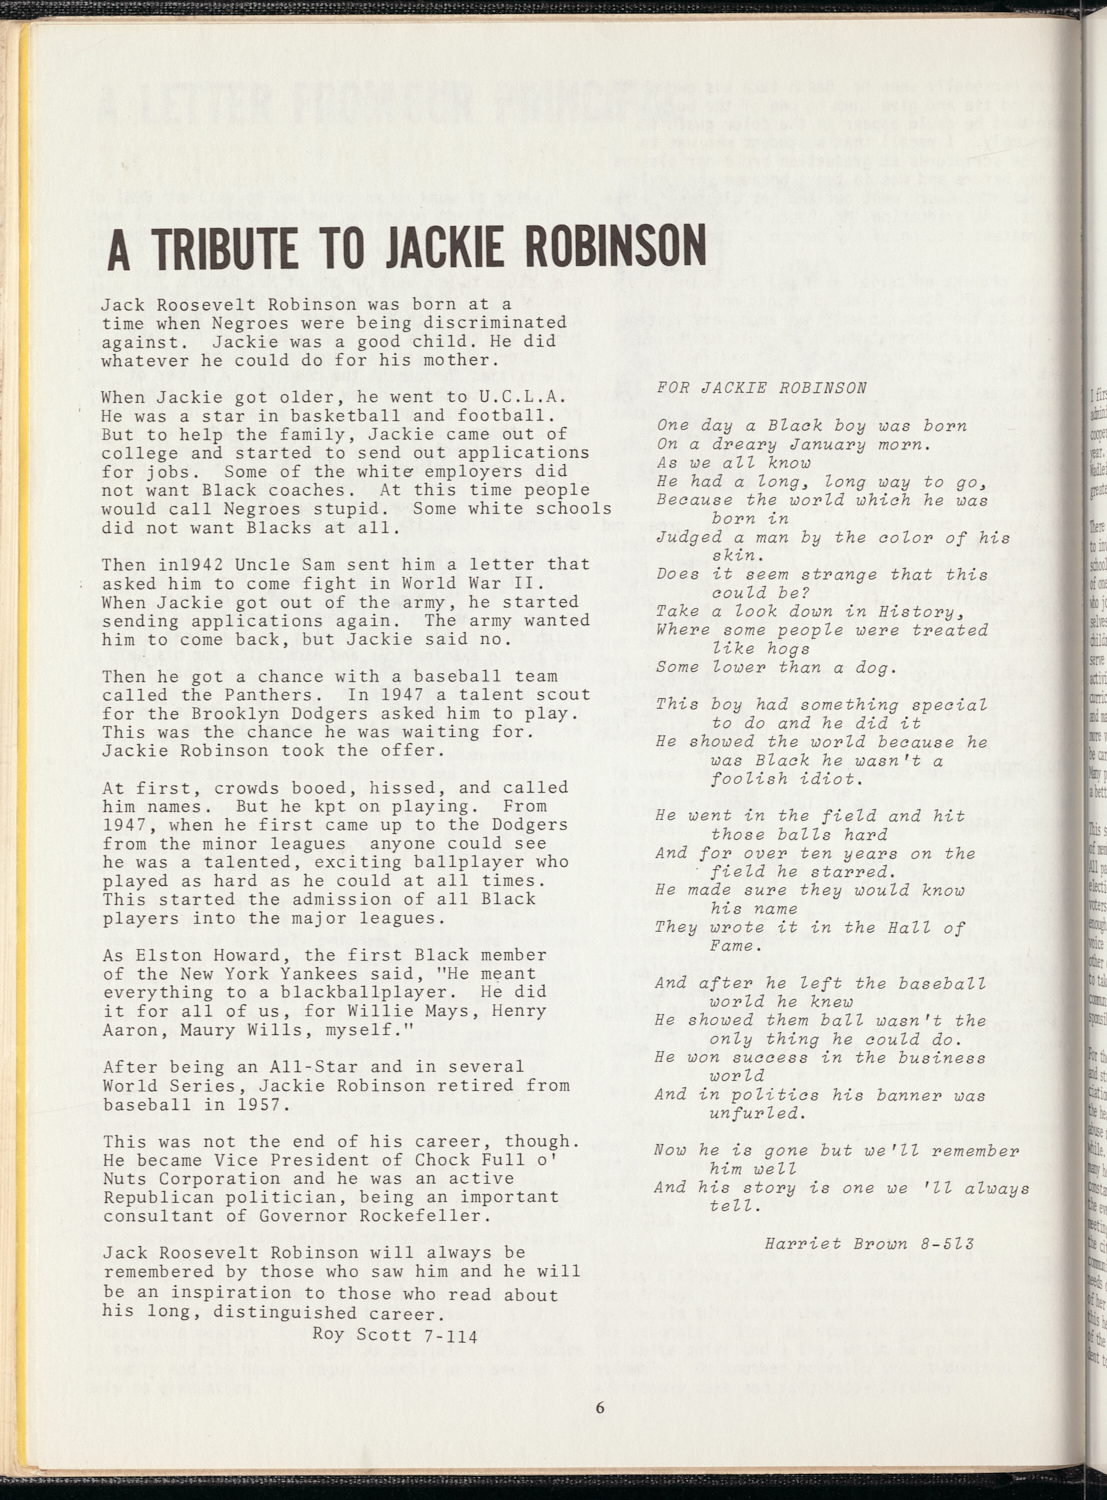 A TRIBUTE TO JACKIE ROBINSON
Jack Roosevelt Robinson was born at a
time when Negroes were being discriminated
against. Jackie was a good child. He did
whatever he could do for his mother.
When Jackie got older, he went to U.C.L.A.
He was a star in basketball and football.
But to help the family, Jackie came out of
college and started to send out applications
for jobs. Some of the white employers did
not want Black coaches. At this time people
would call Negroes stupid. Some white schools
did not want Blacks at all.
Then in1942 Uncle Sam sent him a letter that
asked him to come fight in World War II.
When Jackie got out of the army, he started
sending applications again. The army wanted
him to come back, but Jackie said no.
Then he got a chance with a baseball team
called the Panthers. In 1947 a talent scout
for the Brooklyn Dodgers asked him to play.
This was the chance he was waiting for.
Jackie Robinson took the offer.
At first, crowds booed, hissed, and called
him names. But he kpt on playing. From
1947, when he first came up to the Dodgers
from the minor leagues anyone could see
he was a talented, exciting ballplayer who
played as hard as he could at all times.
This started the admission of all Black
players into the major leagues.
As Elston Howard, the first Black member
of the New York Yankees said, "He meant
everything to a blackballplayer. He did
it for all of us, for Willie Mays, Henry
Aaron, Maury Wills, myself."
After being an All-Star and in several
World Series, Jackie Robinson retired from
baseball in 1957.
This was not the end of his career, though.
He became Vice President of Chock Full o'
Nuts Corporation and he was an active
Republican politician, being an important
consultant of Governor Rockefeller.
Jack Roosevelt Robinson will always be
remembered by those who saw him and he will
be an inspiration to those who read about
his long, distinguished career.
Roy Scott 7-114
FOR JACKIE ROBINSON
One day a Black boy was born
On a dreary January morn.
As we all know
He had a long, long way to go,
Because the world which he was
born in
Judged a man by the color of his
skin.
Does it seem strange that this
could be?
Take a look down in History,
Where some people were treated
like hogs
Some lower than a dog.
This boy had something special
to do and he did it
He showed the world because he
was Black he wasn't a
foolish idiot.
He went in the field and hit
those balls hard
And for over ten years on the
field he starred.
He made sure they would know
his name
They wrote it in the Hall of
Fame.
And after he left the baseball
world he knew
He showed them ball wasn't the
only thing he could do.
He won success in the business
world
And in politics his banner was
unfurled.
Now he is gone but we'll remember
him well
And his story is one we 'll always
tell.
Harriet Brown 8-513
6